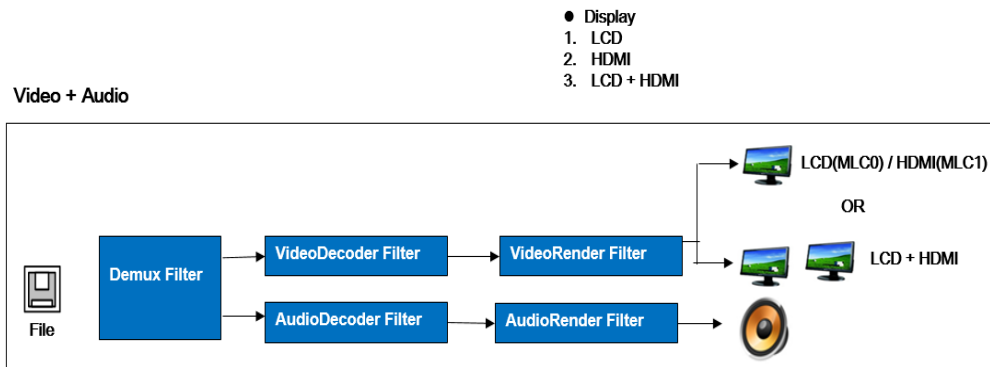 ● Display
1. LCD
2. HDMI
3. LCD + HDMI
Video + Audio
LCD(MLC0) / HDMI(MLC1)
OR
VideoDecoder Filter
VideoRender Filter
LCD + HDMI
Demux Filter
File
AudioDecoder Filter
AudioRender Filter